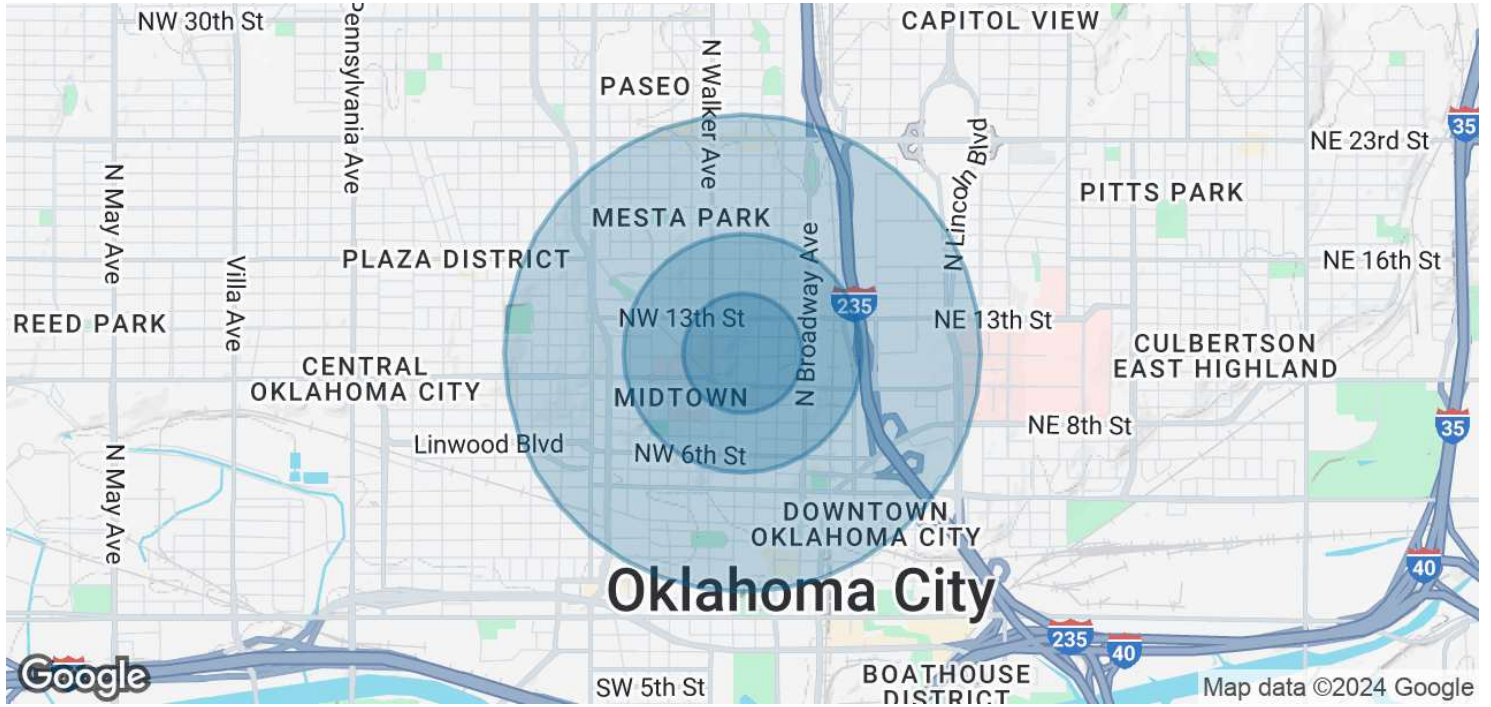 NW 30th St
Pennsylvania Ave
CAPITOL VIEW
PASEO
N Walker Ave
35
NE 23rd St
N Lincoln Blvd
N May Ave
PITTS PARK
MESTA PARK
N Broadway Ave
PLAZA DISTRICT
NE 16th St
Villa Ave
235
REED PARK
NW 13th St
NE 13th St
CULBERTSON
EAST HIGHLAND
CENTRAL
OKLAHOMA CITY
MIDTOWN
NE 8th St
35
Linwood Blvd
NW 6th St
N May Ave
DOWNTOWN
OKLAHOMA CITY
40
Oklahoma City
235
40
Google
SW 5th St
BOATHOUSE
DISTRICT
Map data ©2024 Google